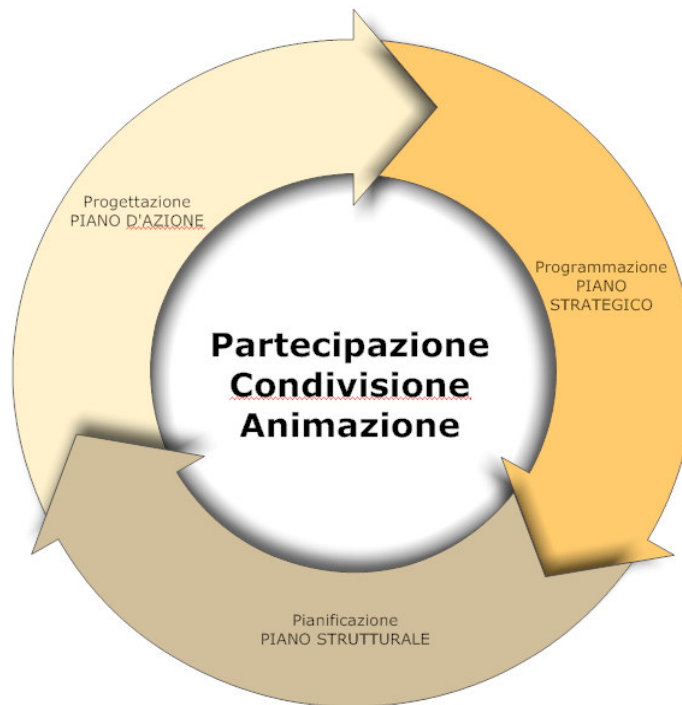 Progettazione
PIANO D'AZIONE
Programmazione
PIANO
STRATEGICO
Partecipazione
Condivisione
Animazione
Pianificazione
PIANO STRUTTURALE